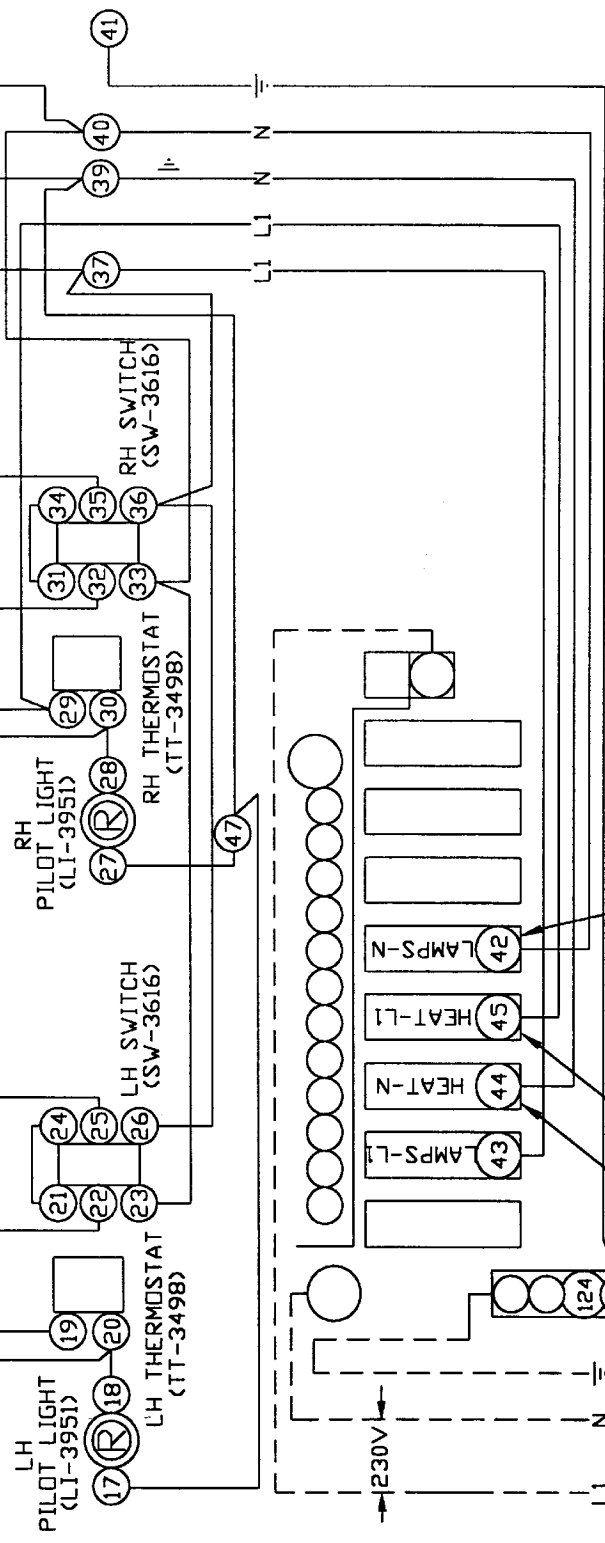 41
40
N
39
N
L1
37
L1
RH SWITCH
(SW-3616)
34
35
36
31
32
33
29
30
RH THERMOSTAT
(TT-3498)
28
27
R
RH
PILOT LIGHT
(LI-3951)
47
LH SWITCH
(SW-3616)
24
25
26
21
22
23
19
20
LH THERMOSTAT
(TT-3498)
18
17
R
LH
PILOT LIGHT
(LI-3951)
LAMPS-N
42
HEAT-L1
45
HEAT-N
44
LAMPS-L1
43
124
230V
N
L1